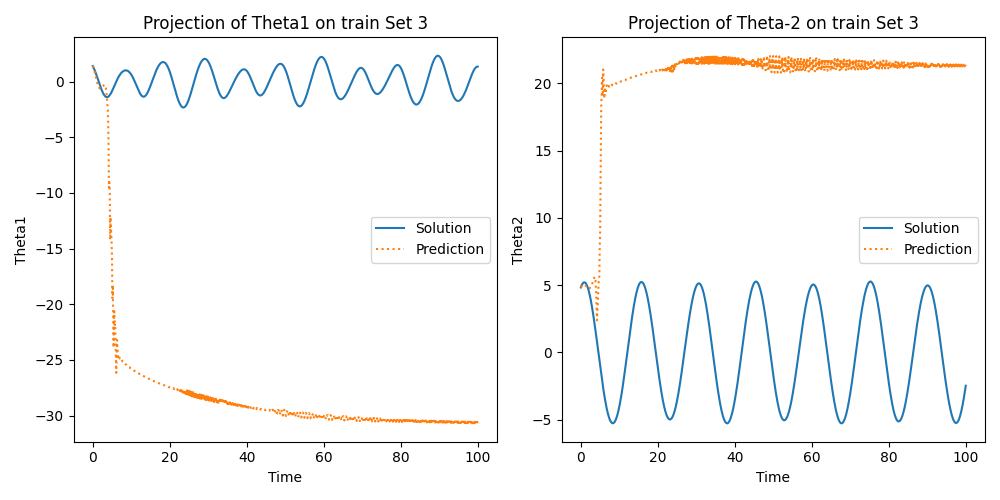 Projection of Theta1 on train Set 3
Theta1
0
−5
−10
−15
−20
−25
−30
Solution
Prediction
0 20 40 60 80 100
Time
Projection of Theta-2 on train Set 3
Theta2
20
15
10
5
0
−5
Solution
Prediction
0 20 40 60 80 100
Time